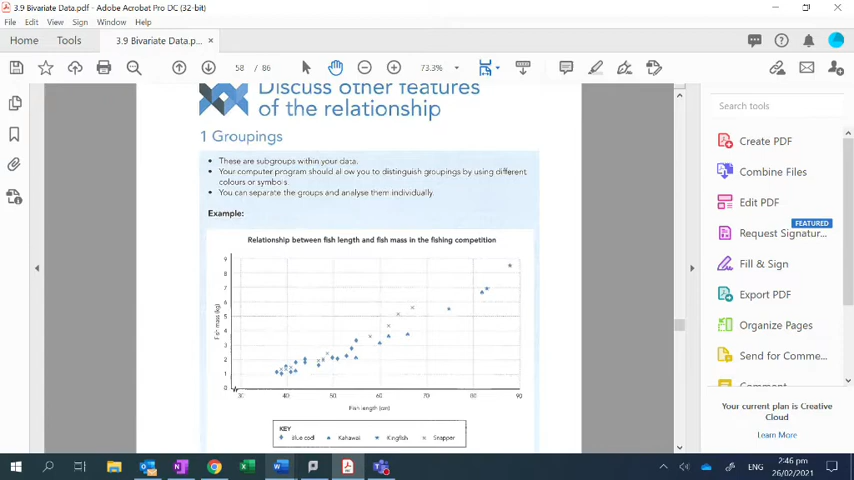 3.9 Bivariate Data.pdf - Adobe Acrobat Pro DC (32-bit)
File Edit View Sign Window Help
Home Tools 3.9 Bivariate Data.p... ×
58 / 86 73.3%
Discuss other features
of the relationship
1 Groupings
• These are subgroups within your data.
• Your computer program should allow you to distinguish groupings by using different
colours or symbols.
• You can separate the groups and analyse them individually.
Example:
Relationship between fish length and fish mass in the fishing competition
Fish mass (kg)
9
8
7
6
5
4
3
2
1
0
30 40 50 60 70 80 90
Fish length (cm)
KEY
Blue cod Kahawai Kingfish Snapper
Search tools
Create PDF
Combine Files
Edit PDF
FEATURED
Request Signatur...
Fill & Sign
Export PDF
Organize Pages
Send for Comme...
Comment
Your current plan is Creative
Cloud
Learn More
ENG
2:46 pm
26/02/2021